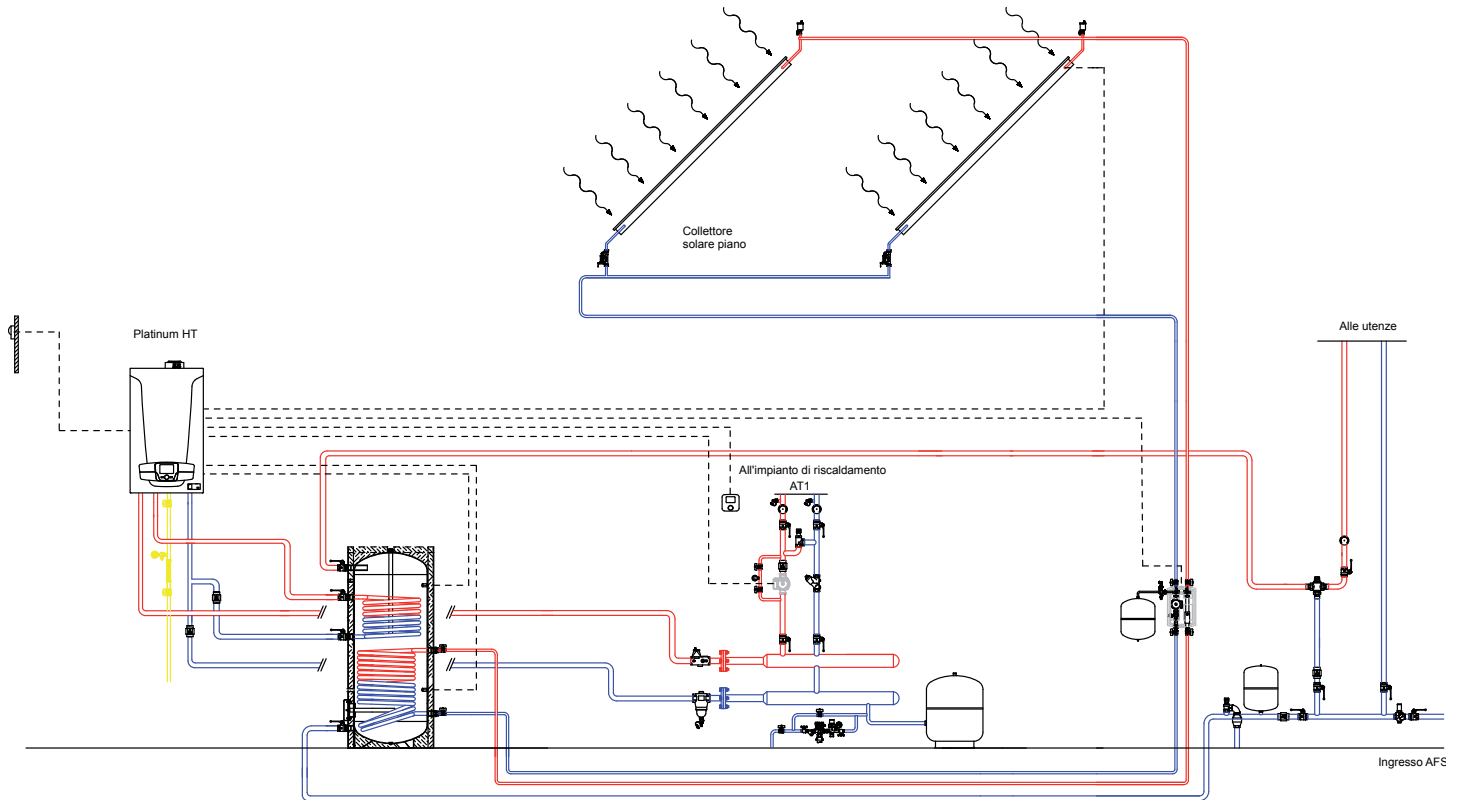 Collettore
solare piano
Platinum HT
Alle utenze
All'impianto di riscaldamento
AT1
Ingresso AFS